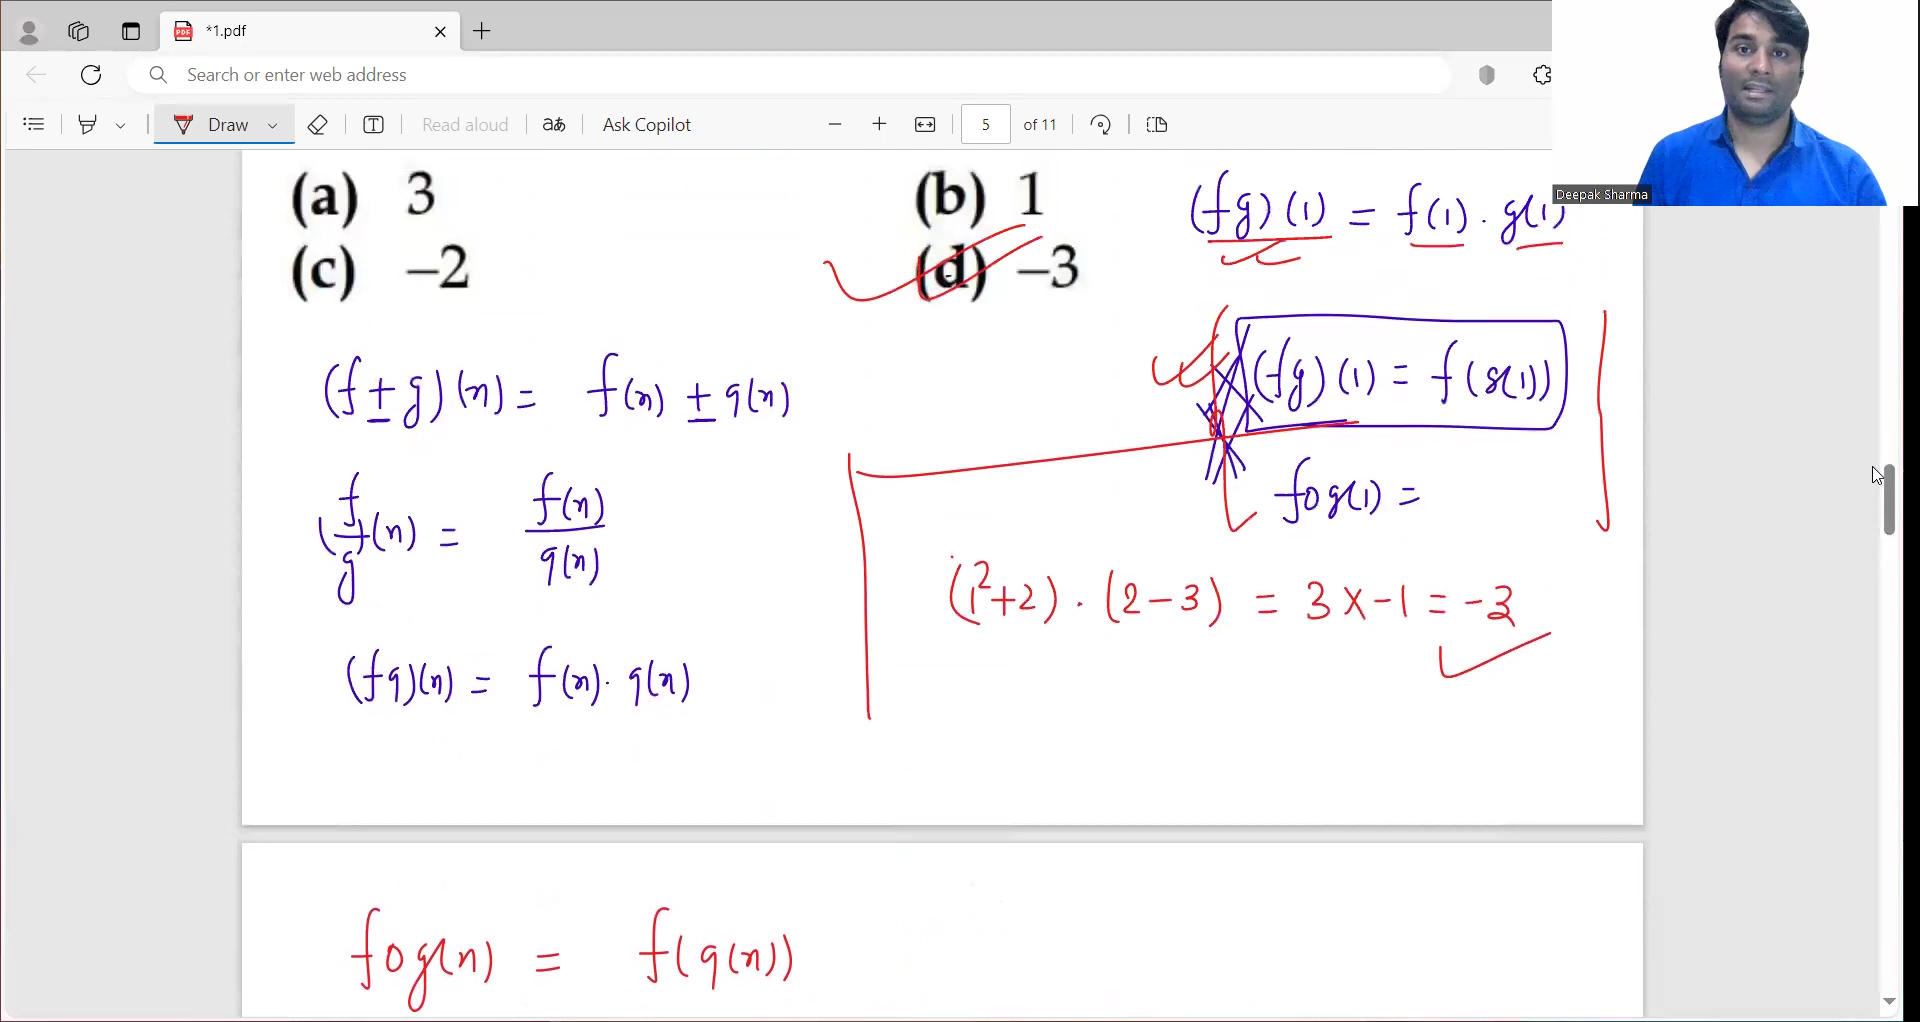 *1.pdf
Search or enter web address
Draw
Read aloud
aあ
Ask Copilot
5 of 11
Deepak Sharma
(a) 3
(b) 1
(c) –2
(d) –3
(fg)(1) = f(1) · g(1)
(fg)(1) = f(g(1))
fog(1) =
(f ± g)(n) = f(n) ± g(n)
(f/g)(n) = f(n)/g(n)
(fg)(n) = f(n) · g(n)
(1²+2) · (2-3) = 3 x -1 = -3
fog(n) = f(g(n))